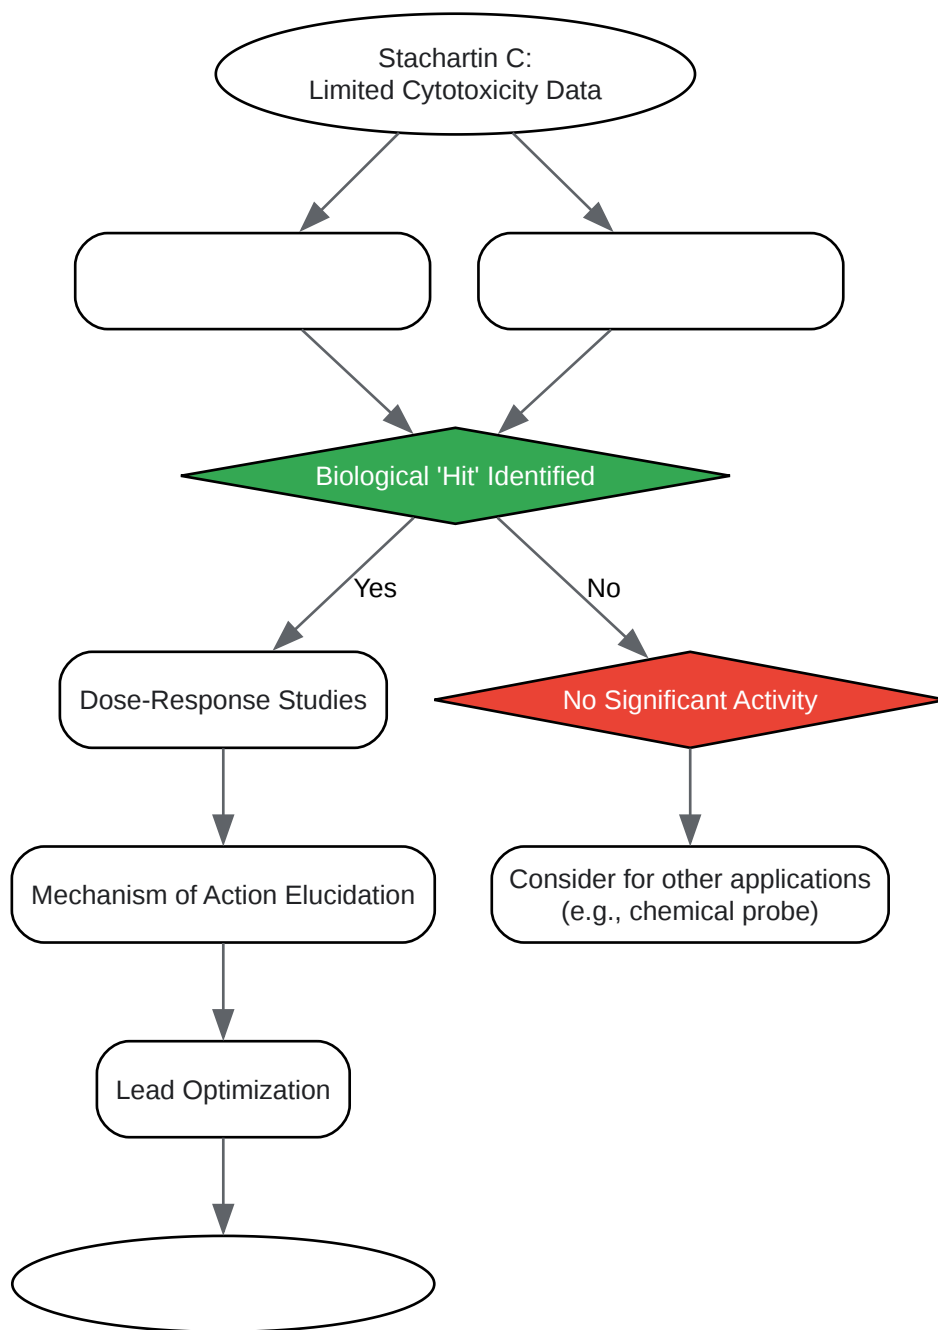 Stachartin C:
Limited Cytotoxicity Data
Biological 'Hit' Identified
Yes
No
Dose-Response Studies
No Significant Activity
Mechanism of Action Elucidation
Consider for other applications
(e.g., chemical probe)
Lead Optimization